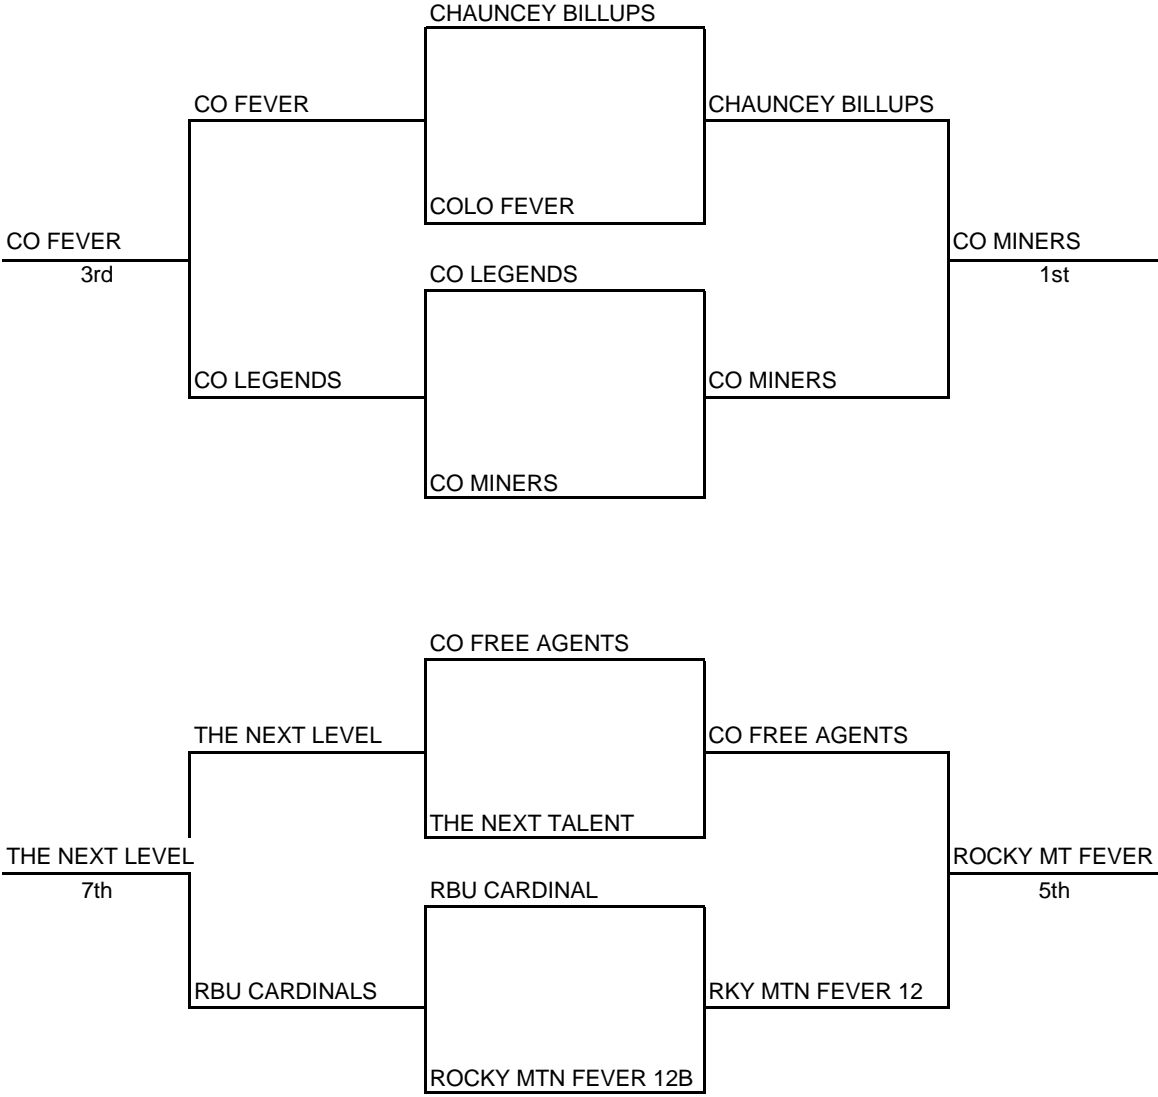 CHAUNCEY BILLUPS
CO FEVER
CHAUNCEY BILLUPS
COLO FEVER
CO FEVER
CO MINERS
3rd
1st
CO LEGENDS
CO LEGENDS
CO MINERS
CO MINERS
CO FREE AGENTS
THE NEXT LEVEL
CO FREE AGENTS
THE NEXT TALENT
THE NEXT LEVEL
ROCKY MT FEVER
7th
5th
RBU CARDINAL
RBU CARDINALS
RKY MTN FEVER 12
ROCKY MTN FEVER 12B